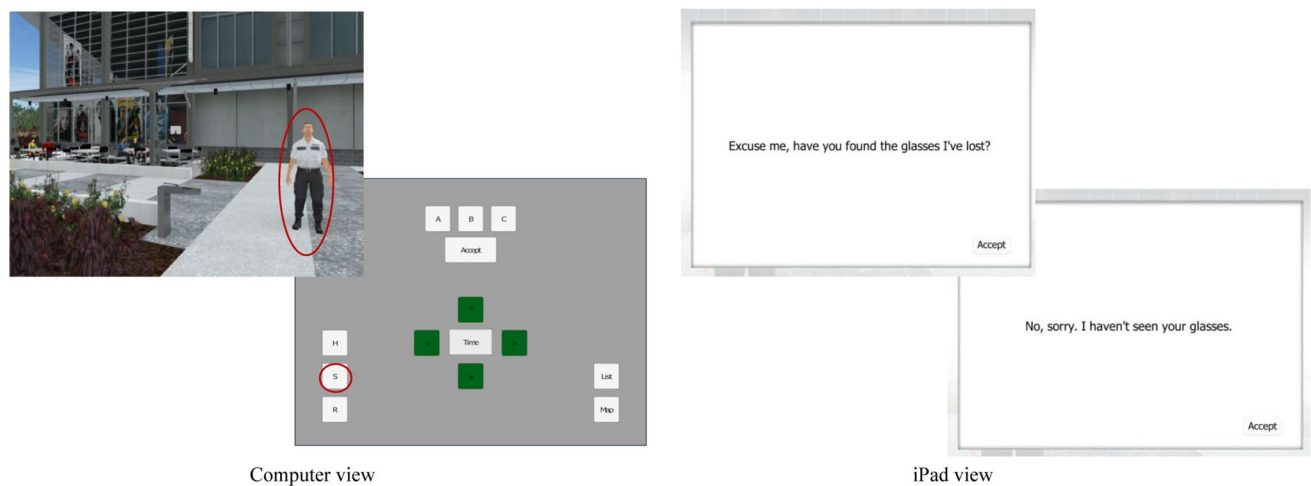 Excuse me, have you found the glasses I've lost?
Accept
A B C
Accept
^
< Time >
v
H
S
R
List
Map
No, sorry. I haven't seen your glasses.
Accept
Computer view
iPad view